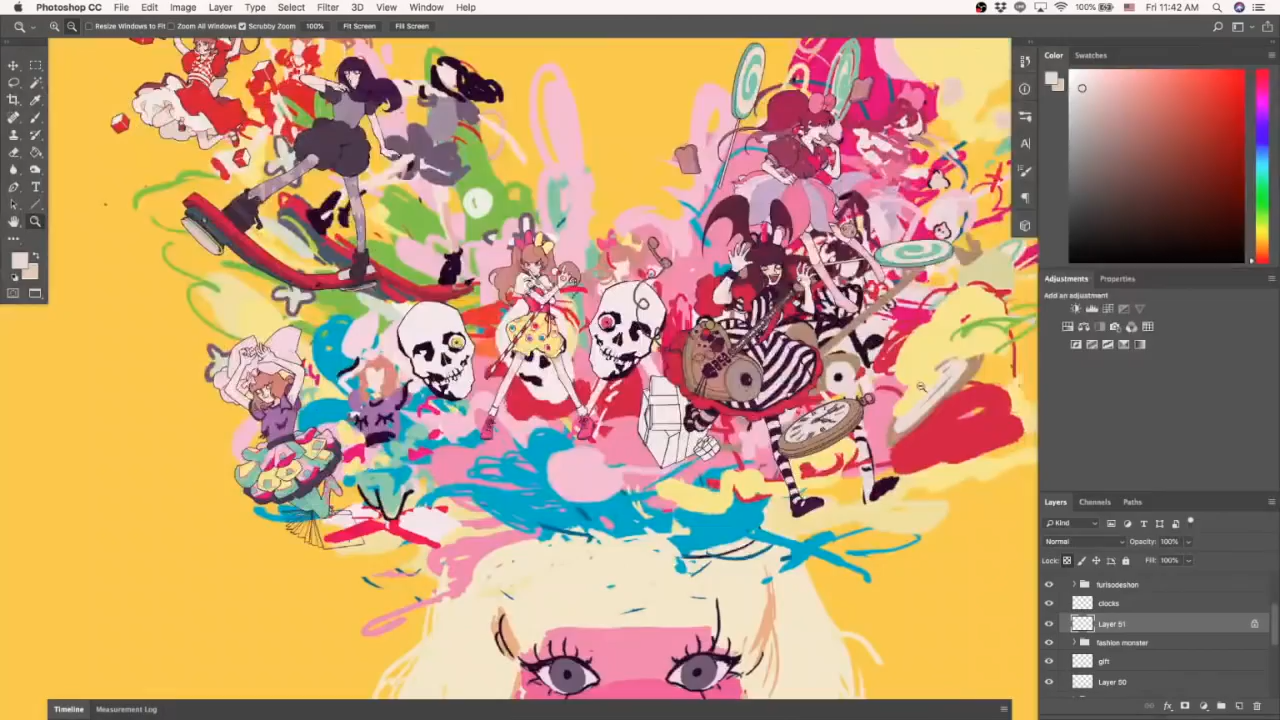 Photoshop CC File Edit Image Layer Type Select Filter 3D View Window Help
100% Fri 11:42 AM
Resize Windows to Fit Zoom All Windows Scrubby Zoom 100% Fit Screen Fill Screen
Color Swatches
Adjustments Properties
Add an adjustment
Layers Channels Paths
Kind
Normal Opacity: 100%
Lock: Fill: 100%
furisodeshon
clocks
Layer 51
fashion monster
gift
Layer 50
fx
Timeline Measurement Log